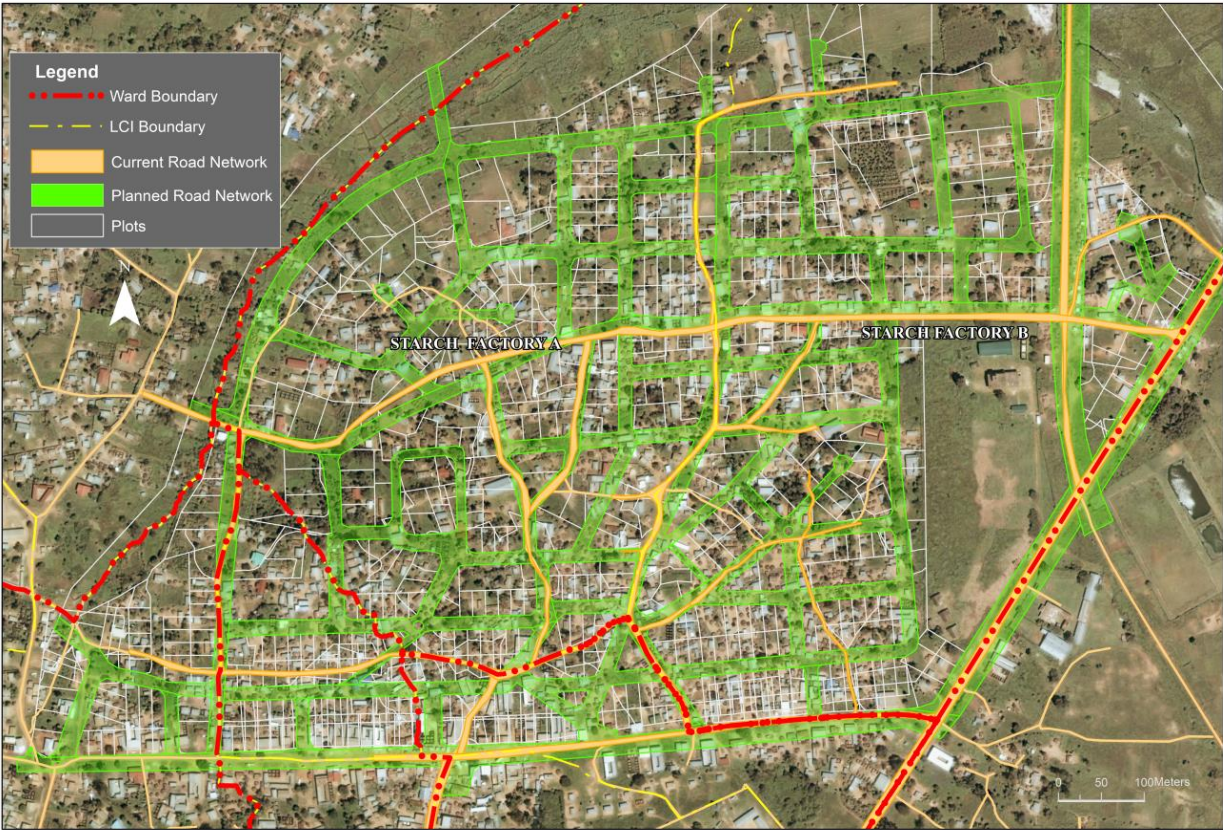 Legend
Ward Boundary
LCI Boundary
Current Road Network
Planned Road Network
Plots
N
STARCH FACTORY A
STARCH FACTORY B
0 50 100Meters